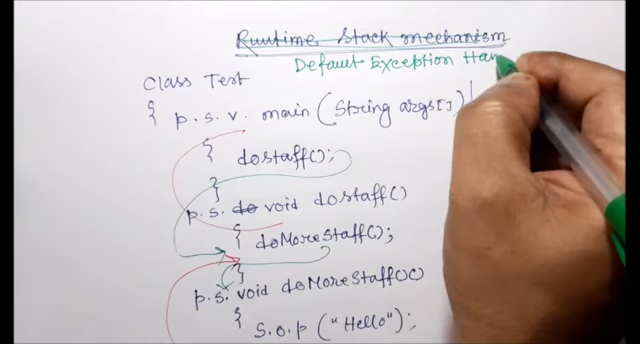 Runtime Stack mechanism
Default Exception Han
Class Test
{ p.s.v. main (String args[])
{ dostaff();
}
p.s. do void dostaff()
{ doMoreStaff();
}
p.s. void doMoreStaff()()
{ S.o.p ("Hello");